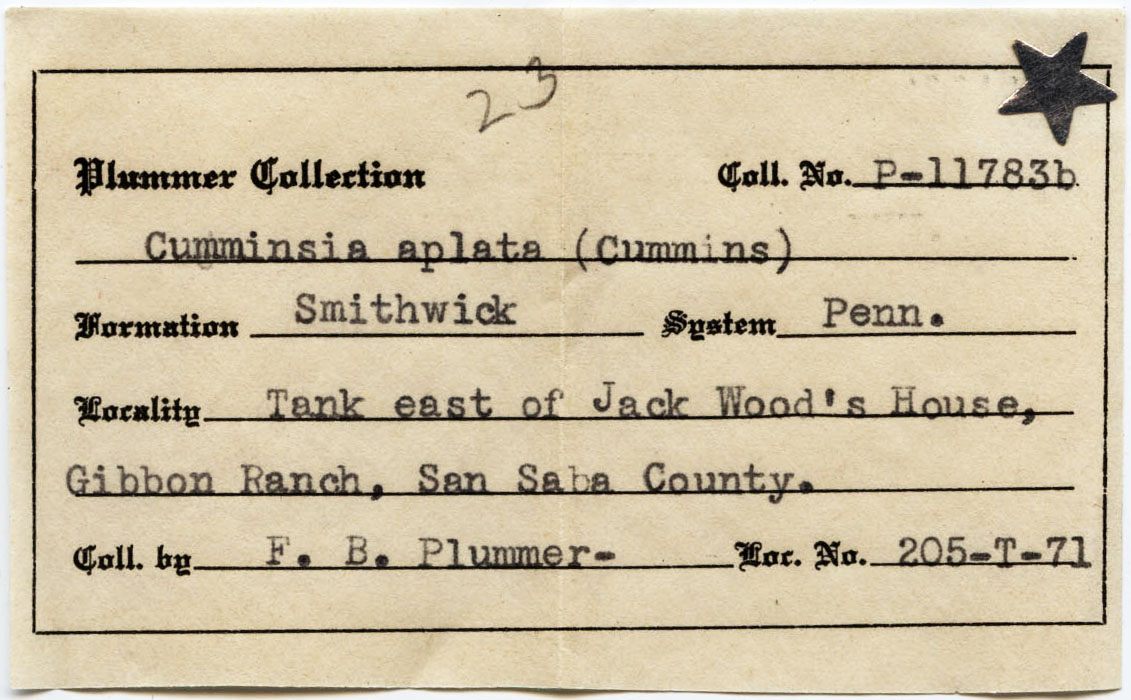 23
Plummer Collection Coll. No. P-11783b
Cumminsia aplata (Cummins)
Formation Smithwick System Penn.
Locality Tank east of Jack Wood's House,
Gibbon Ranch, San Saba County.
Coll. by F. B. Plummer- Loc. No. 205-T-71